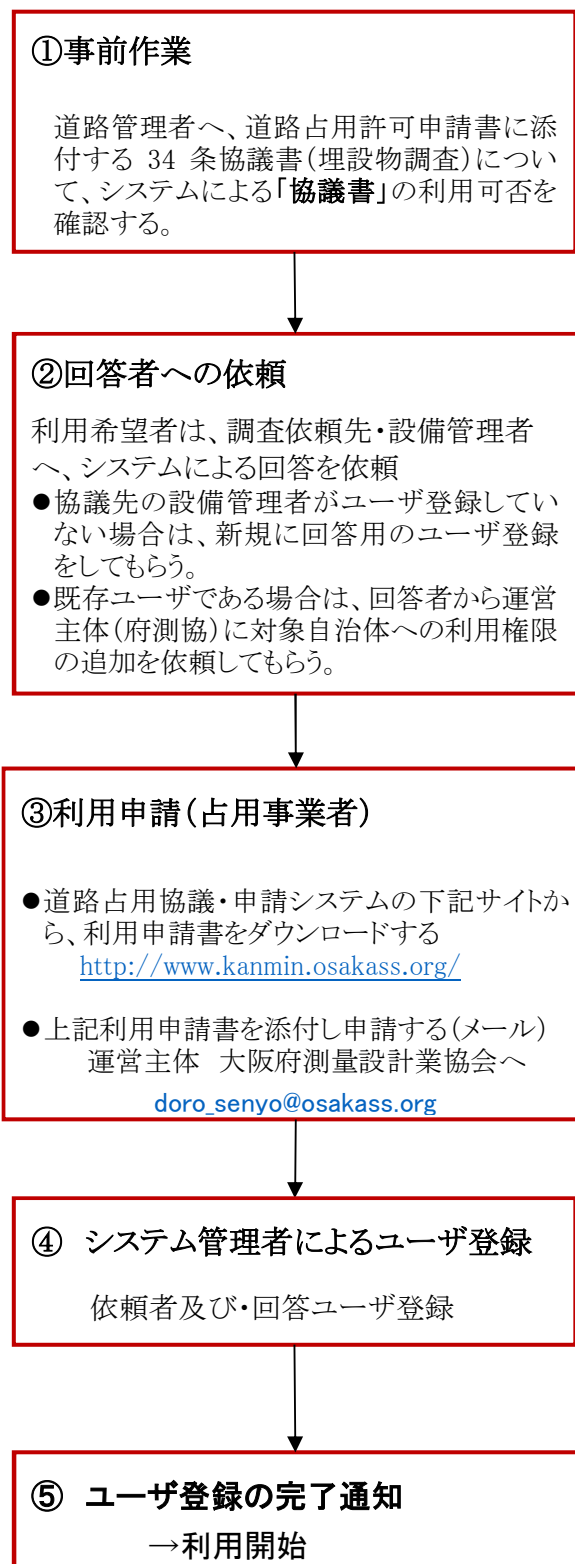 ①事前作業
道路管理者へ、道路占用許可申請書に添
付する 34 条協議書(埋設物調査)につい
て、システムによる「協議書」の利用可否を
確認する。
②回答者への依頼
利用希望者は、調査依頼先・設備管理者
へ、システムによる回答を依頼
●協議先の設備管理者がユーザ登録してい
ない場合は、新規に回答用のユーザ登録
をしてもらう。
●既存ユーザである場合は、回答者から運営
主体(府測協)に対象自治体への利用権限
の追加を依頼してもらう。
③利用申請(占用事業者)
●道路占用協議・申請システムの下記サイトか
ら、利用申請書をダウンロードする
http://www.kanmin.osakass.org/
●上記利用申請書を添付し申請する(メール)
運営主体 大阪府測量設計業協会へ
doro_senyo@osakass.org
④ システム管理者によるユーザ登録
依頼者及び・回答ユーザ登録
⑤ ユーザ登録の完了通知
→利用開始